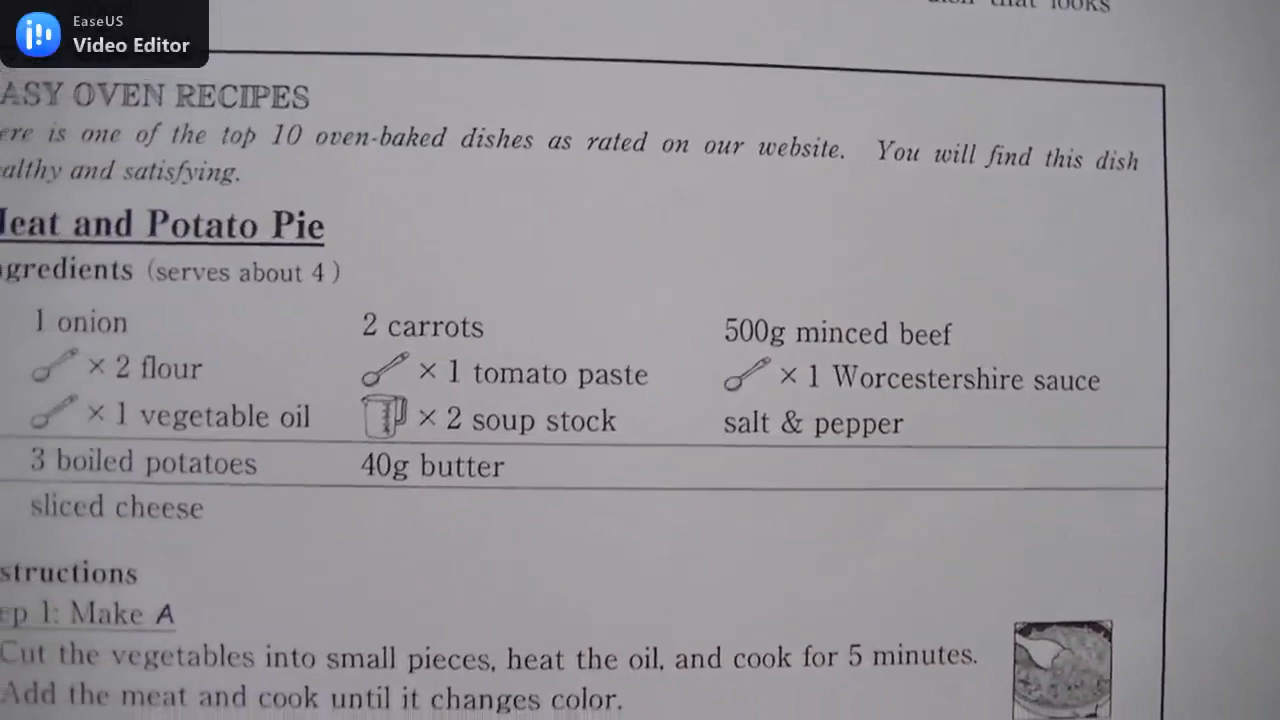 EaseUS
Video Editor
that looks
ASY OVEN RECIPES
ere is one of the top 10 oven-baked dishes as rated on our website. You will find this dish
althy and satisfying.
eat and Potato Pie
gredients (serves about 4)
1 onion 2 carrots 500g minced beef
× 2 flour × 1 tomato paste × 1 Worcestershire sauce
× 1 vegetable oil × 2 soup stock salt & pepper
3 boiled potatoes 40g butter
sliced cheese
structions
ep 1: Make A
Cut the vegetables into small pieces, heat the oil, and cook for 5 minutes.
Add the meat and cook until it changes color.